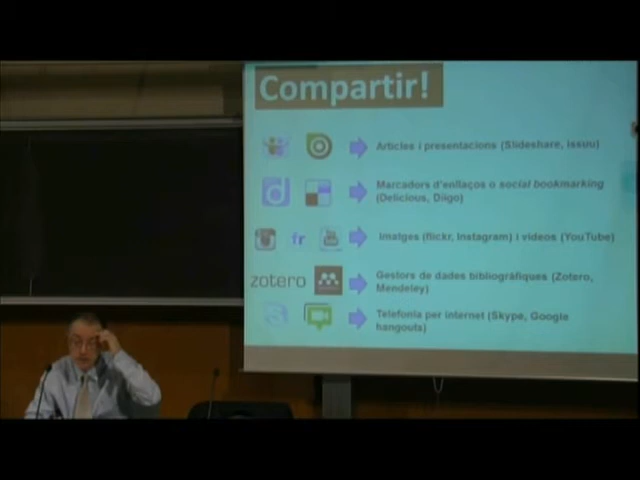 Compartir!
Articles i presentacions (Slideshare, Issuu)
Marcadors d'enllaços o social bookmarking
(Delicious, Diigo)
fr
Imatges (flickr, Instagram) i vídeos (YouTube)
zotero
Gestors de dades bibliogràfiques (Zotero,
Mendeley)
Telefonia per internet (Skype, Google
hangouts)